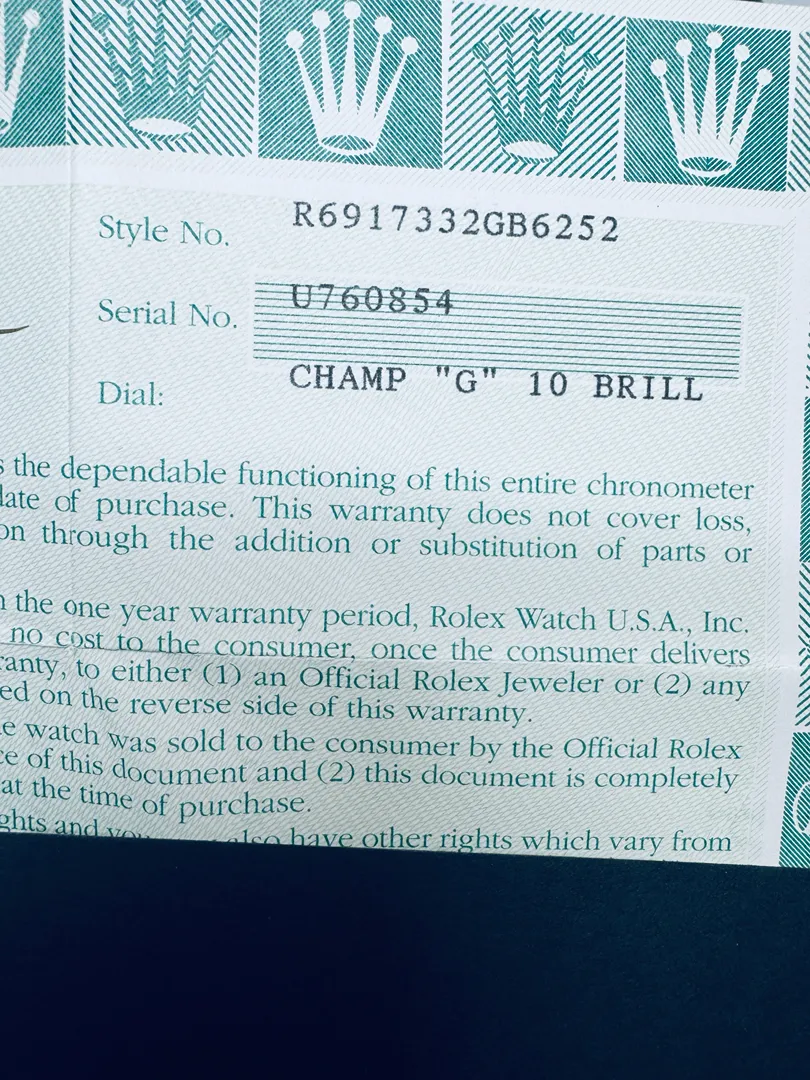 Style No. R6917332GB6252
Serial No. U760854
Dial: CHAMP "G" 10 BRILL
s the dependable functioning of this entire chronometer
date of purchase. This warranty does not cover loss,
on through the addition or substitution of parts or
n the one year warranty period, Rolex Watch U.S.A., Inc.
no cost to the consumer, once the consumer delivers
ranty, to either (1) an Official Rolex Jeweler or (2) any
ed on the reverse side of this warranty.
e watch was sold to the consumer by the Official Rolex
ce of this document and (2) this document is completely
at the time of purchase.
ghts and you also have other rights which vary from